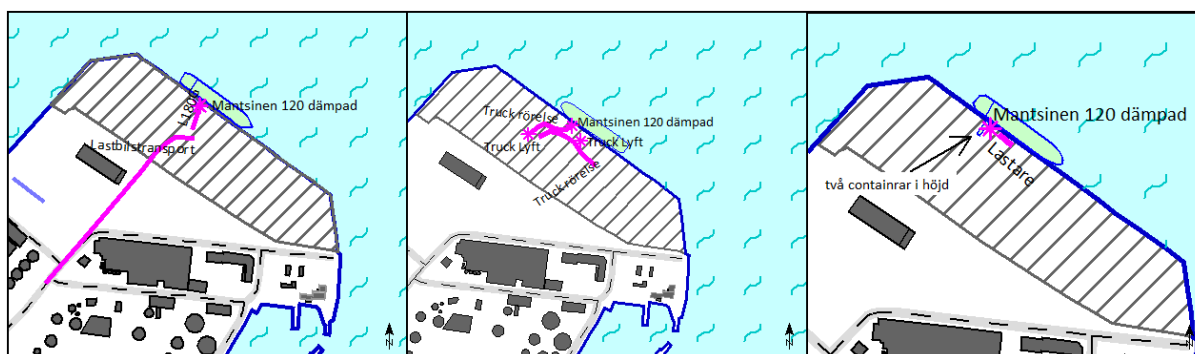 Mantsinen 120 dämpad
L180H
Lastbilstransport
Truck rörelse
Mantsinen 120 dämpad
Truck Lyft
Truck Lyft
Truck rörelse
Mantsinen 120 dämpad
Lastare
två containrar i höjd